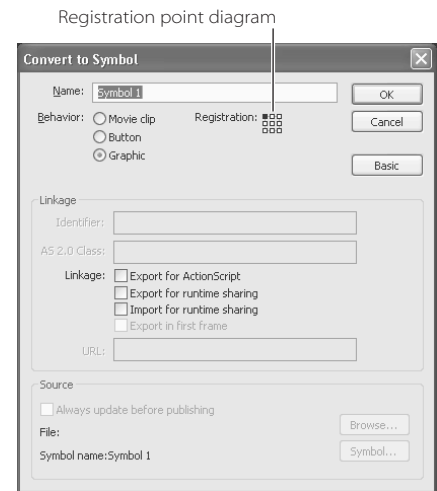 Registration point diagram
Convert to Symbol
Name: Symbol 1 OK
Behavior: Movie clip Registration: Cancel
Button
Graphic
Basic
Linkage
Identifier:
AS 2.0 Class:
Linkage: Export for ActionScript
Export for runtime sharing
Import for runtime sharing
Export in first frame
URL:
Source
Always update before publishing
File: Browse...
Symbol name:Symbol 1 Symbol...